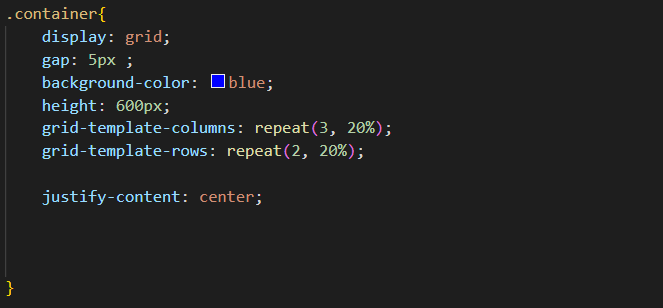 .container{
    display: grid;
    gap: 5px ;
    background-color: blue;
    height: 600px;
    grid-template-columns: repeat(3, 20%);
    grid-template-rows: repeat(2, 20%);
    justify-content: center;
}